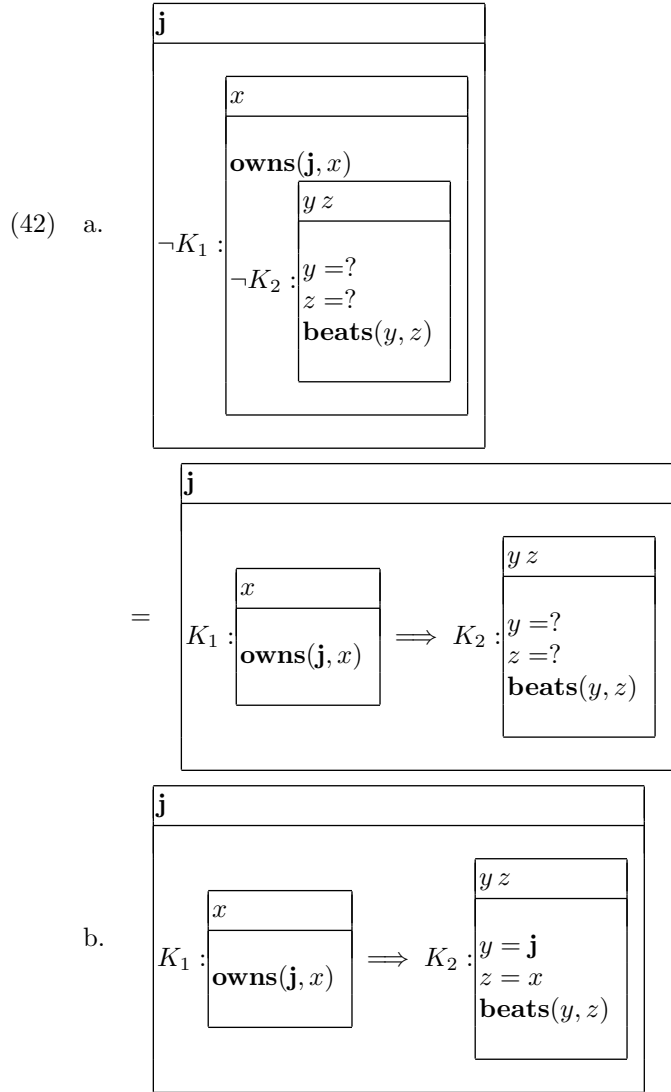 j
x
owns(j, x)
y z
(42) a.
¬K₁ :
¬K₂ :
y =?
z =?
beats(y, z)
j
y z
x
=
K₁ :
owns(j, x)
⟹
K₂ :
y =?
z =?
beats(y, z)
j
y z
x
b.
K₁ :
owns(j, x)
⟹
K₂ :
y = j
z = x
beats(y, z)